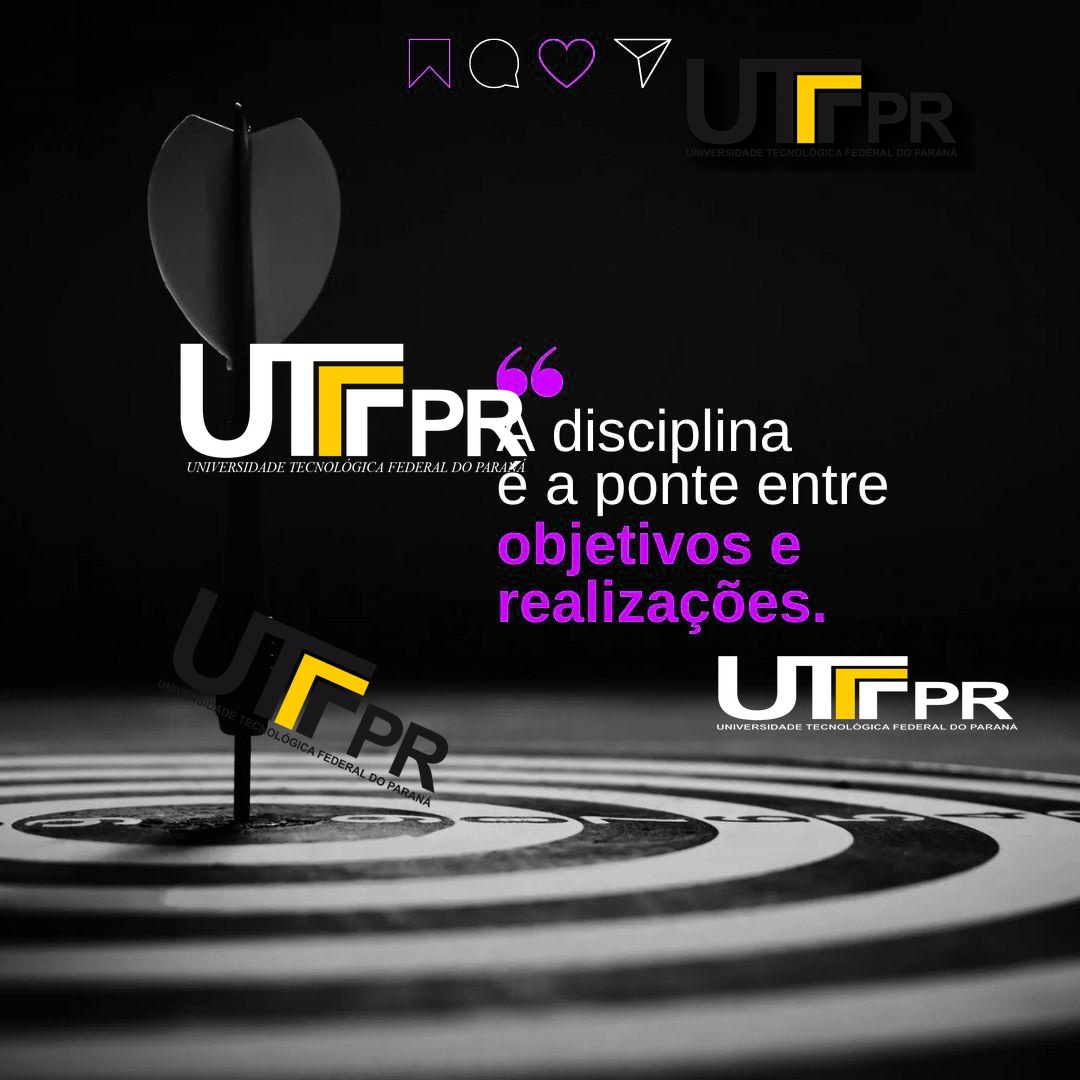 UTFPR
UNIVERSIDADE TECNOLÓGICA FEDERAL DO PARANÁ
UTFPR
UNIVERSIDADE TECNOLÓGICA FEDERAL DO PARANÁ
“
A disciplina
é a ponte entre
objetivos e
realizações.
UTFPR
UNIVERSIDADE TECNOLÓGICA FEDERAL DO PARANÁ
UTFPR
UNIVERSIDADE TECNOLÓGICA FEDERAL DO PARANÁ